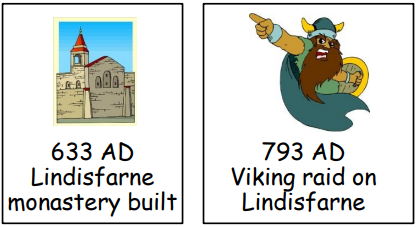 633 AD
Lindisfarne
monastery built
793 AD
Viking raid on
Lindisfarne